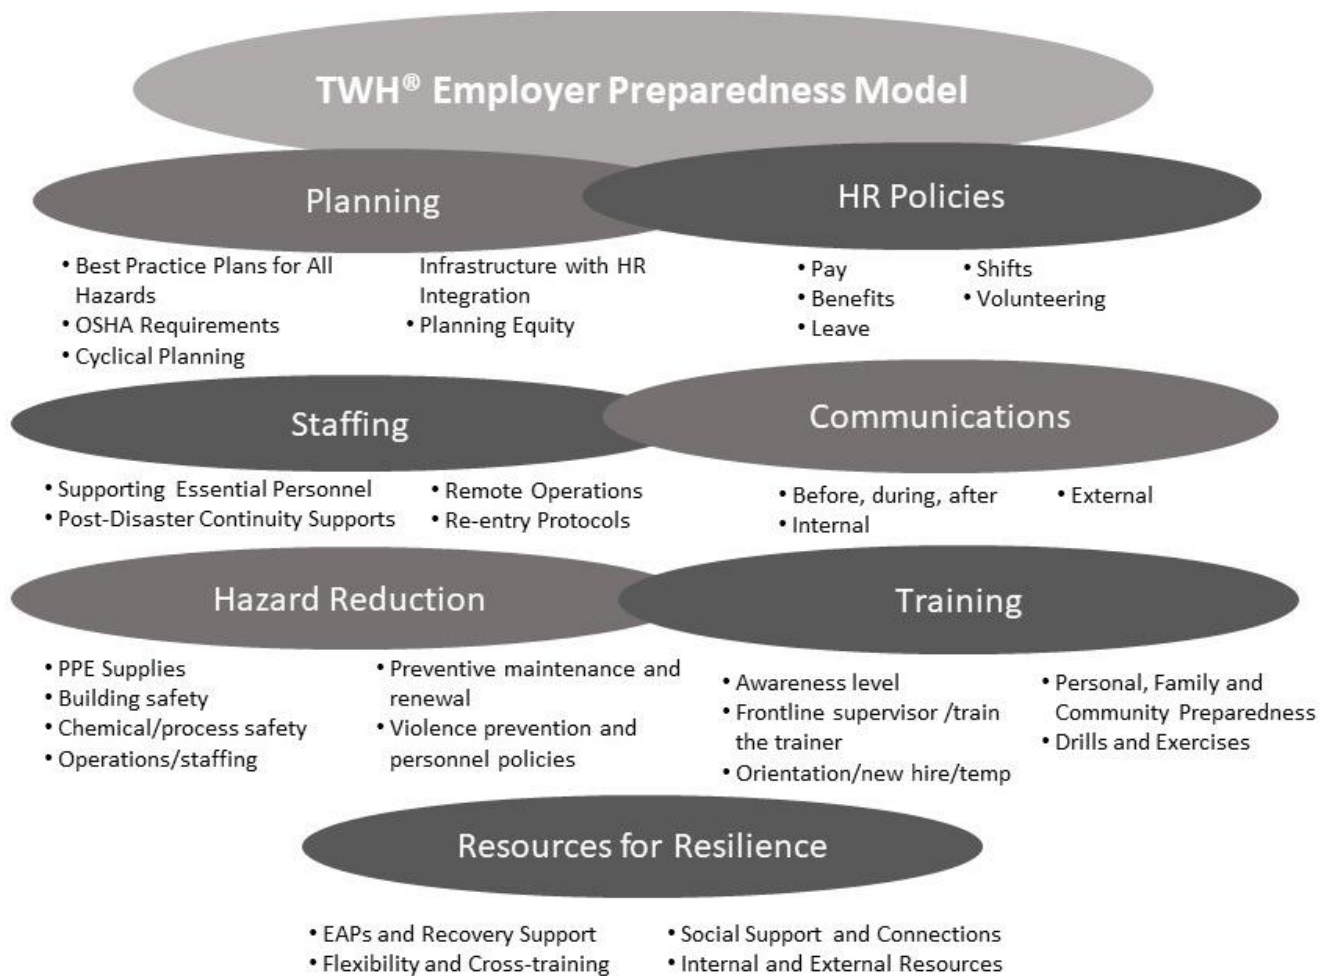 TWH® Employer Preparedness Model
Planning
• Best Practice Plans for All
Hazards
• OSHA Requirements
• Cyclical Planning
Infrastructure with HR
Integration
• Planning Equity
HR Policies
• Pay
• Benefits
• Leave
• Shifts
• Volunteering
Staffing
• Supporting Essential Personnel
• Post-Disaster Continuity Supports
• Remote Operations
• Re-entry Protocols
Communications
• Before, during, after
• Internal
• External
Hazard Reduction
• PPE Supplies
• Building safety
• Chemical/process safety
• Operations/staffing
• Preventive maintenance and
renewal
• Violence prevention and
personnel policies
Training
• Awareness level
• Frontline supervisor /train
the trainer
• Orientation/new hire/temp
• Personal, Family and
Community Preparedness
• Drills and Exercises
Resources for Resilience
• EAPs and Recovery Support
• Flexibility and Cross-training
• Social Support and Connections
• Internal and External Resources